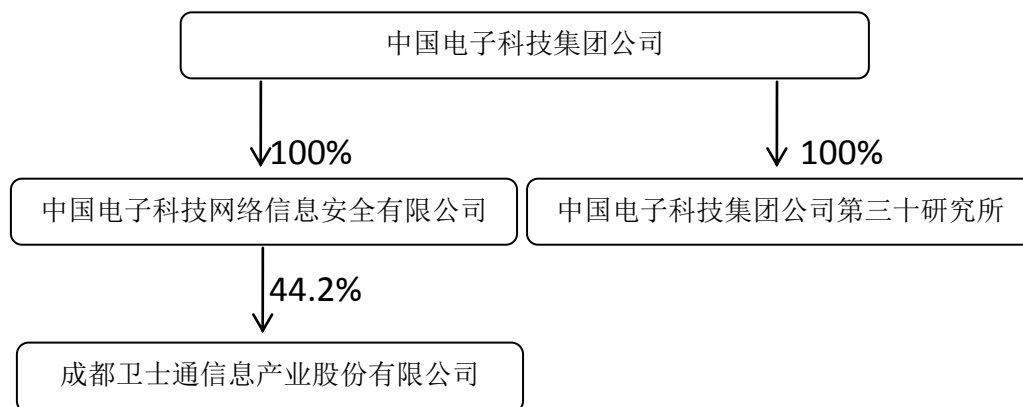 中国电子科技集团公司
100%
100%
中国电子科技网络信息安全有限公司
中国电子科技集团公司第三十研究所
44.2%
成都卫士通信息产业股份有限公司